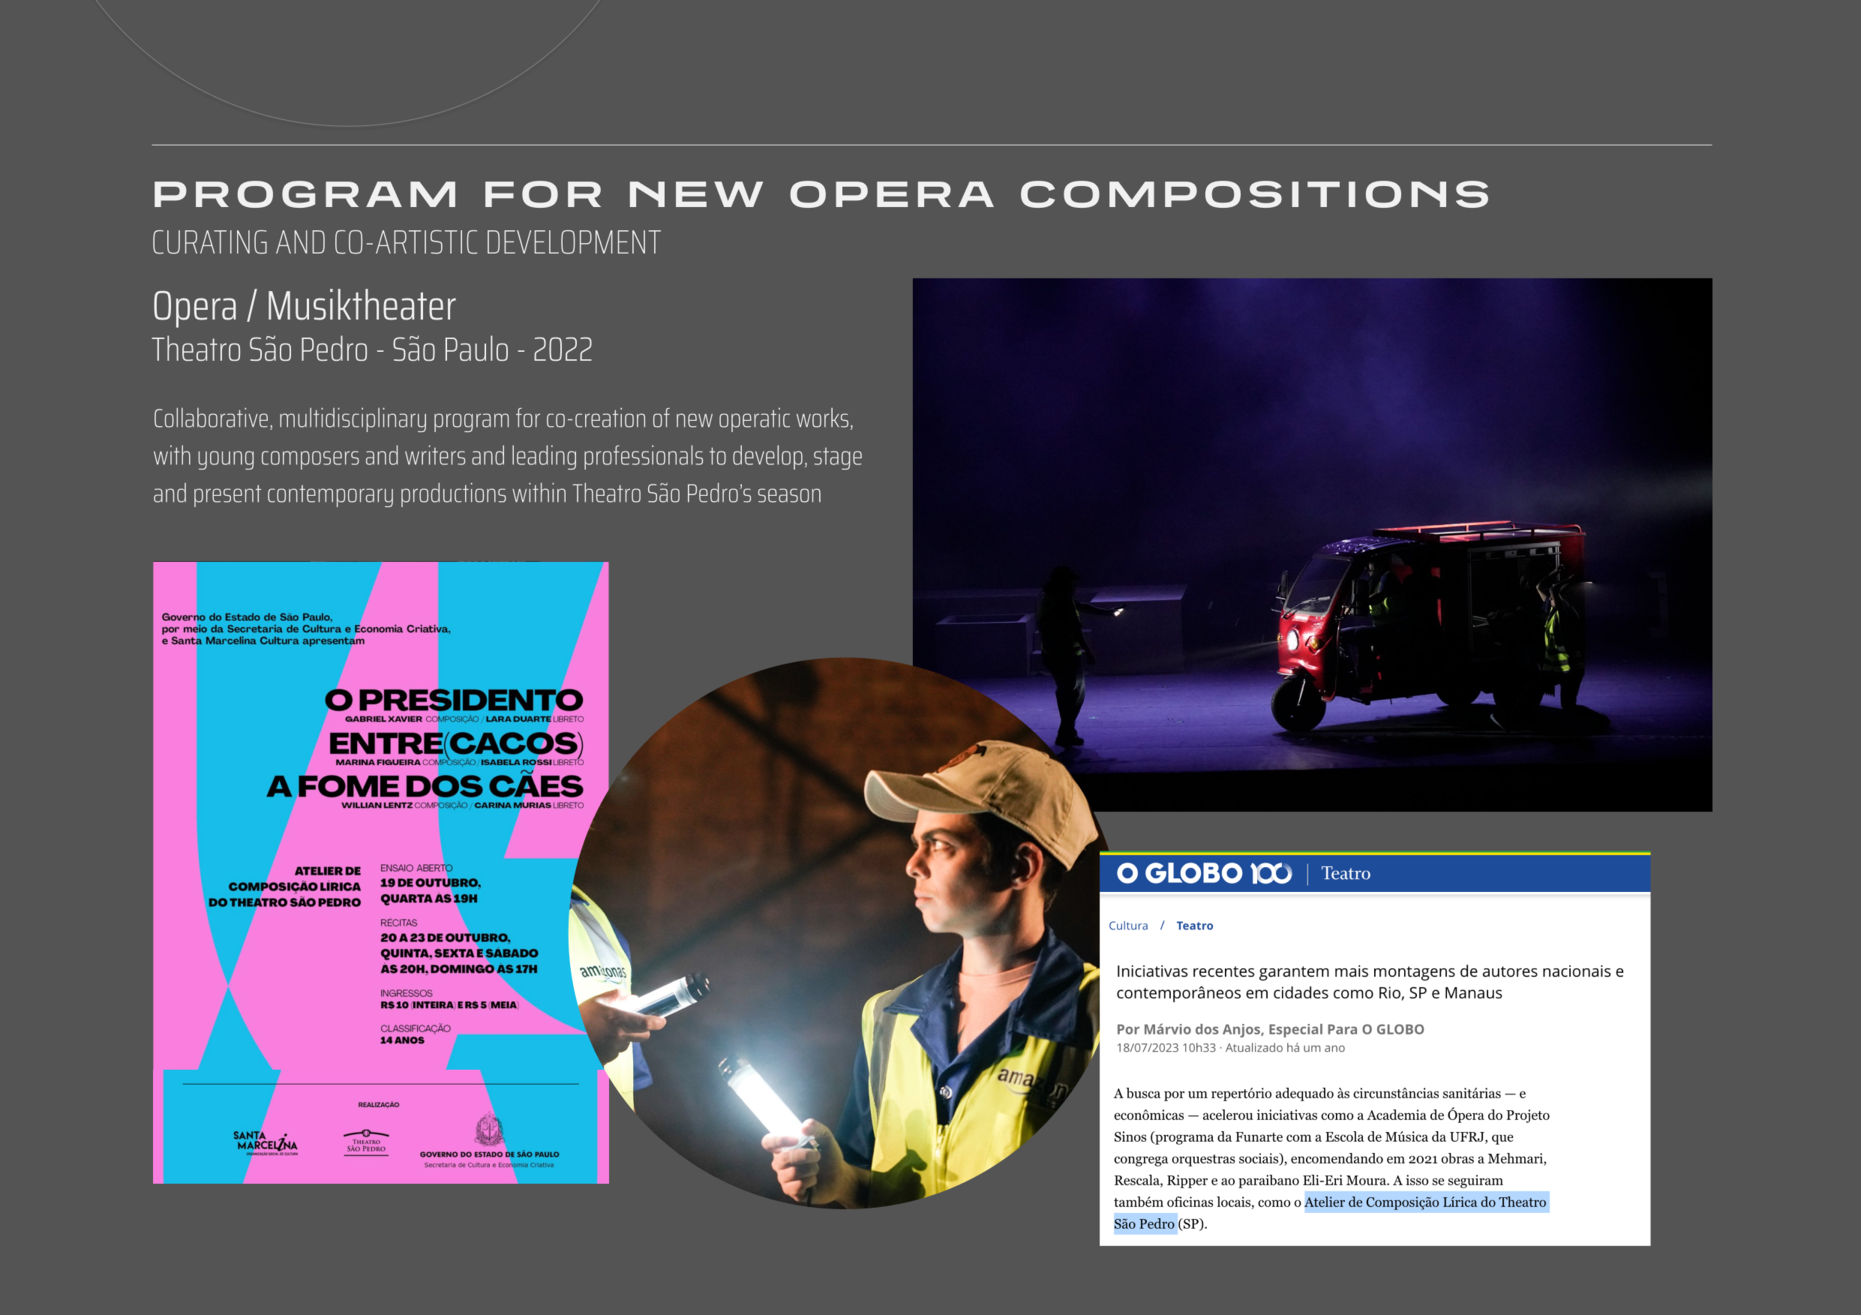 PROGRAM FOR NEW OPERA COMPOSITIONS
CURATING AND CO-ARTISTIC DEVELOPMENT
Opera / Musiktheater
Theatro São Pedro - São Paulo - 2022
Collaborative, multidisciplinary program for co-creation of new operatic works,
with young composers and writers and leading professionals to develop, stage
and present contemporary productions within Theatro São Pedro's season
Governo do Estado de São Paulo,
por meio da Secretaria de Cultura e Economia Criativa,
e Santa Marcelina Cultura apresentam
O PRESIDENTO
GABRIEL XAVIER COMPOSIÇÃO / LARA DUARTE LIBRETO
ENTRE(CACOS)
MARINA FIGUEIRA COMPOSIÇÃO / ISABELA ROSSI LIBRETO
A FOME DOS CÃES
WILLIAN LENTZ COMPOSIÇÃO / CARINA MURIAS LIBRETO
ATELIER DE
COMPOSIÇÃO LÍRICA
DO THEATRO SÃO PEDRO
ENSAIO ABERTO
19 DE OUTUBRO,
QUARTA ÀS 19H
RÉCITAS
20 A 23 DE OUTUBRO,
QUINTA, SEXTA E SÁBADO
ÀS 20H, DOMINGO ÀS 17H
INGRESSOS
R$ 10 (INTEIRA) E R$ 5 (MEIA)
CLASSIFICAÇÃO
14 ANOS
REALIZAÇÃO
SANTA
MARCELINA
ORGANIZAÇÃO SOCIAL DE CULTURA
THEATRO
SÃO PEDRO
GOVERNO DO ESTADO DE SÃO PAULO
Secretaria de Cultura e Economia Criativa
amazonas
amazon
O GLOBO 100 | Teatro
Cultura / Teatro
Iniciativas recentes garantem mais montagens de autores nacionais e
contemporâneos em cidades como Rio, SP e Manaus
Por Márvio dos Anjos, Especial Para O GLOBO
18/07/2023 10h33 · Atualizado há um ano
A busca por um repertório adequado às circunstâncias sanitárias — e
econômicas — acelerou iniciativas como a Academia de Ópera do Projeto
Sinos (programa da Funarte com a Escola de Música da UFRJ, que
congrega orquestras sociais), encomendando em 2021 obras a Mehmari,
Rescala, Ripper e ao paraibano Eli-Eri Moura. A isso se seguiram
também oficinas locais, como o Atelier de Composição Lírica do Theatro
São Pedro (SP).